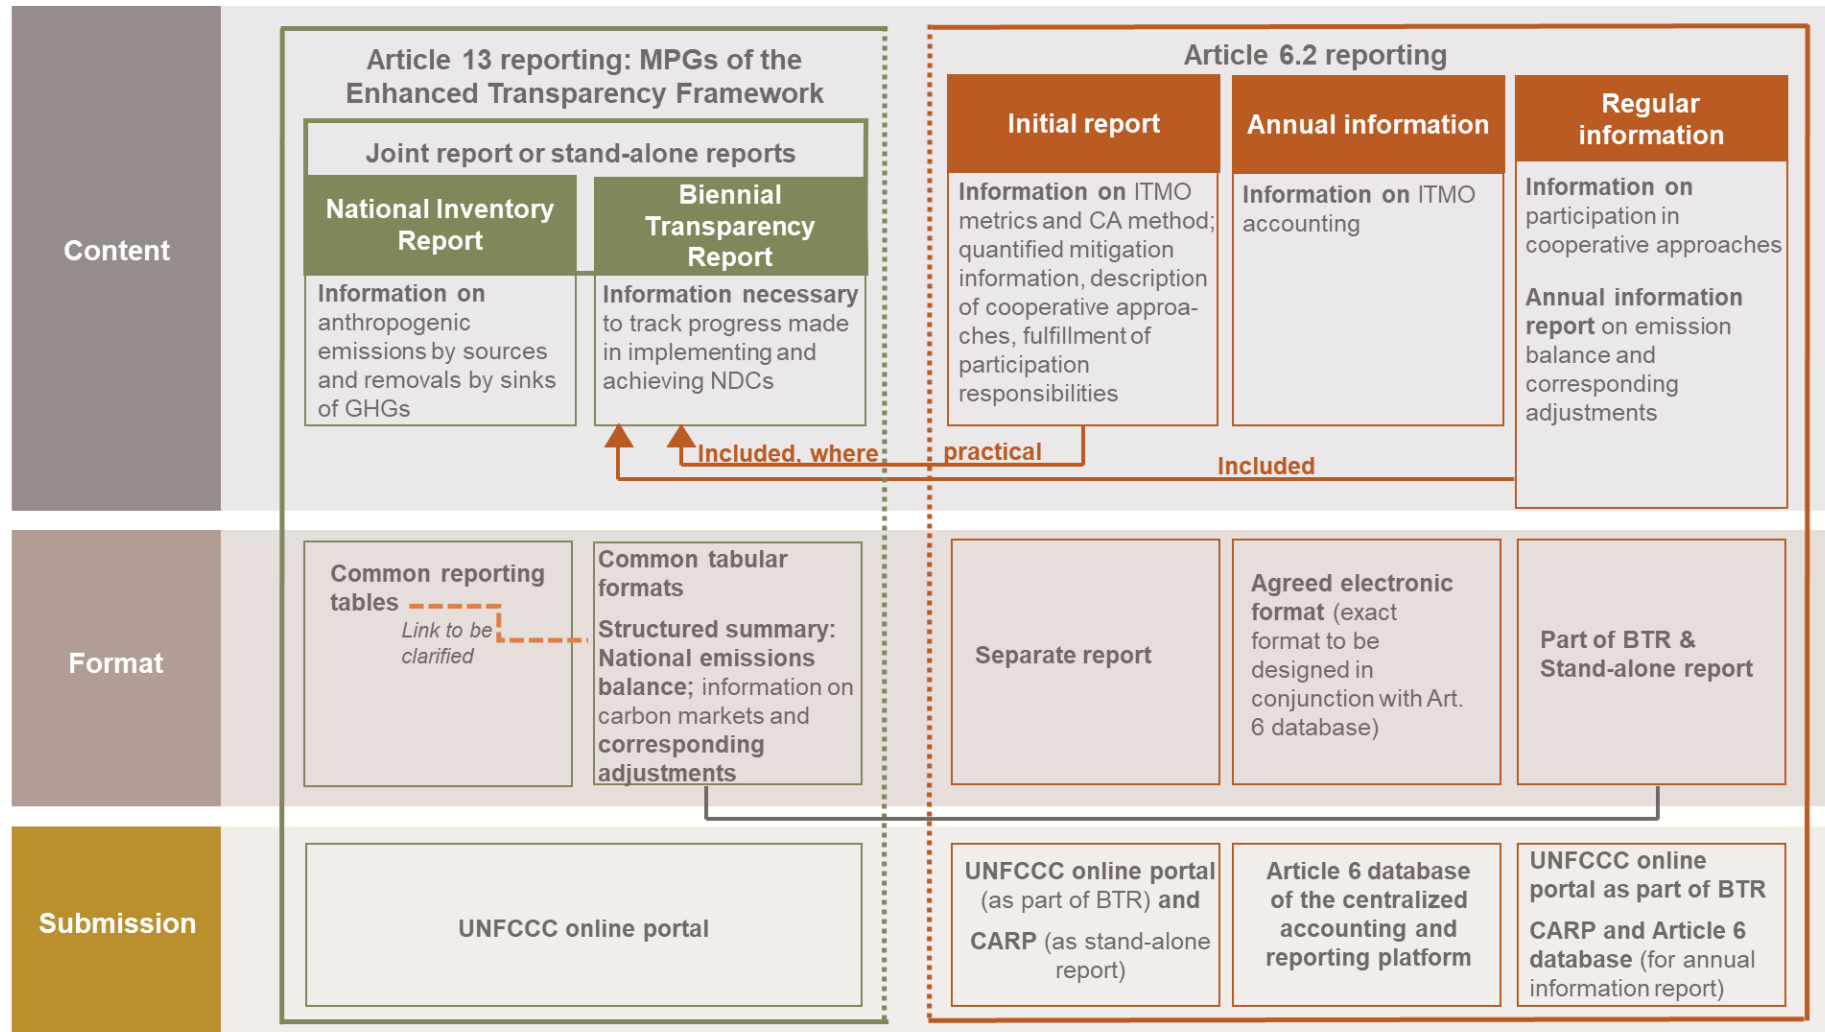 Content
Article 13 reporting: MPGs of the
Enhanced Transparency Framework
Joint report or stand-alone reports
National Inventory
Report
Information on
anthropogenic
emissions by sources
and removals by sinks
of GHGs
Biennial
Transparency
Report
Information necessary
to track progress made
in implementing and
achieving NDCs
Article 6.2 reporting
Initial report
Information on ITMO
metrics and CA method;
quantified mitigation
information, description
of cooperative approa-
ches, fulfillment of
participation
responsibilities
Annual information
Information on ITMO
accounting
Regular
information
Information on
participation in
cooperative approaches
Annual information
report on emission
balance and
corresponding
adjustments
Included, where practical
Included
Format
Common reporting
tables
Link to be
clarified
Common tabular
formats
Structured summary:
National emissions
balance; information on
carbon markets and
corresponding
adjustments
Separate report
Agreed electronic
format (exact
format to be
designed in
conjunction with Art.
6 database)
Part of BTR &
Stand-alone report
Submission
UNFCCC online portal
UNFCCC online portal
(as part of BTR) and
CARP (as stand-alone
report)
Article 6 database
of the centralized
accounting and
reporting platform
UNFCCC online
portal as part of BTR
CARP and Article 6
database (for annual
information report)